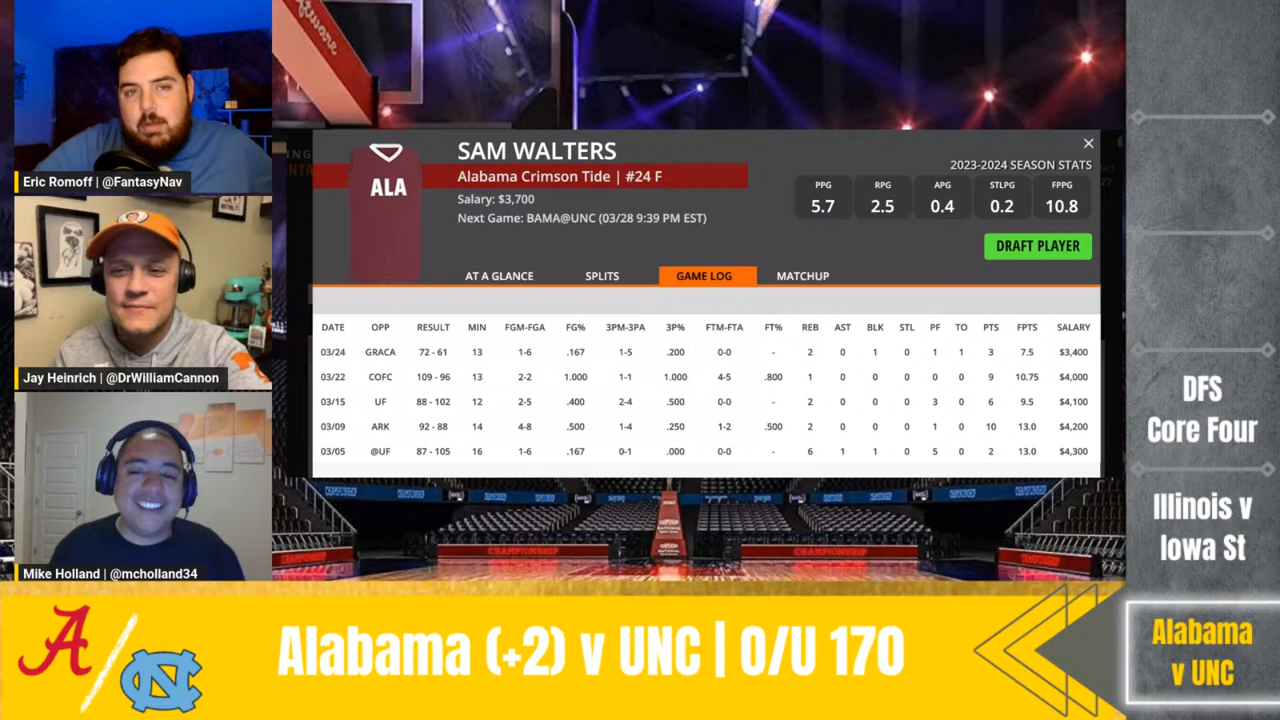 Eric Romoff | @FantasyNav
Jay Heinrich | @DrWilliamCannon
Mike Holland | @mcholland34
ALA
SAM WALTERS
Alabama Crimson Tide | #24 F
Salary: $3,700
Next Game: BAMA@UNC (03/28 9:39 PM EST)
2023-2024 SEASON STATS
PPG RPG APG STLPG FPPG
5.7 2.5 0.4 0.2 10.8
DRAFT PLAYER
AT A GLANCE SPLITS GAME LOG MATCHUP
DATE OPP RESULT MIN FGM-FGA FG% 3PM-3PA 3P% FTM-FTA FT% REB AST BLK STL PF TO PTS FPTS SALARY
03/24 GRACA 72 - 61 13 1-6 .167 1-5 .200 0-0 - 2 0 1 0 1 1 3 7.5 $3,400
03/22 COFC 109 - 96 13 2-2 1.000 1-1 1.000 4-5 .800 1 0 0 0 0 0 9 10.75 $4,000
03/15 UF 88 - 102 12 2-5 .400 2-4 .500 0-0 - 2 0 0 0 3 0 6 9.5 $4,100
03/09 ARK 92 - 88 14 4-8 .500 1-4 .250 1-2 .500 2 0 0 0 1 0 10 13.0 $4,200
03/05 @UF 87 - 105 16 1-6 .167 0-1 .000 0-0 - 6 1 1 0 5 0 2 13.0 $4,300
CHAMPIONSHIP
CHAMPIONSHIP
CHAMPIONSHIP
DFS
Core Four
Illinois v
Iowa St
Alabama
v UNC
A
NC
Alabama (+2) v UNC | O/U 170